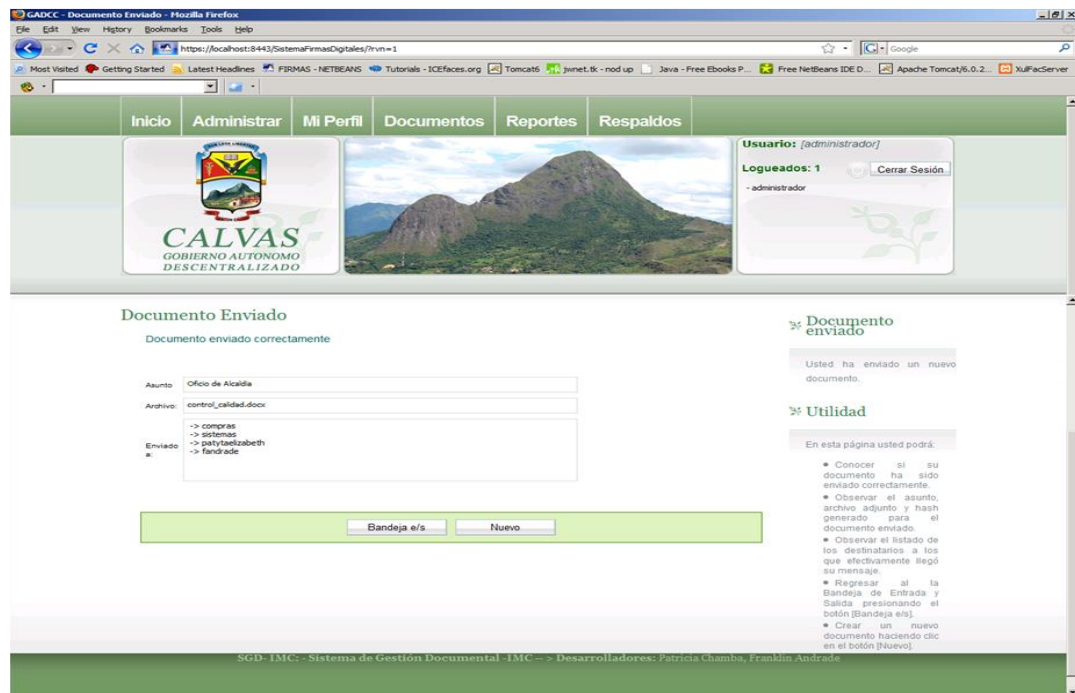 GADCC - Documento Enviado - Mozilla Firefox
File Edit View History Bookmarks Tools Help
https://localhost:8443/SistemaFirmasDigitales/?rvn=1
Google
Most Visited Getting Started Latest Headlines FIRMAS - NETBEANS Tutorials - ICEfaces.org Tomcat6 jwnet.tk - nod up Java - Free Ebooks P... Free NetBeans IDE D... Apache Tomcat/6.0.2... XulFacServer
Inicio Administrar Mi Perfil Documentos Reportes Respaldos
CALVAS
GOBIERNO AUTONOMO
DESCENTRALIZADO
Usuario: [administrador]
Logueados: 1 Cerrar Sesión
- administrador
Documento Enviado
Documento enviado correctamente
Asunto Oficio de Alcaldia
Archivo: control_calidad.docx
Enviado a:
-> compras
-> sistemas
-> patytaelizabeth
-> fandrade
Bandeja e/s Nuevo
Documento
enviado
Usted ha enviado un nuevo
documento.
Utilidad
En esta página usted podrá:
• Conocer si su
documento ha sido
enviado correctamente.
• Observar el asunto,
archivo adjunto y hash
generado para el
documento enviado.
• Observar el listado de
los destinatarios a los
que efectivamente llegó
su mensaje.
• Regresar al la
Bandeja de Entrada y
Salida presionando el
botón [Bandeja e/s].
• Crear un nuevo
documento haciendo clic
en el botón [Nuevo].
SGD- IMC: - Sistema de Gestión Documental -IMC -- > Desarrolladores: Patricia Chamba, Franklin Andrade